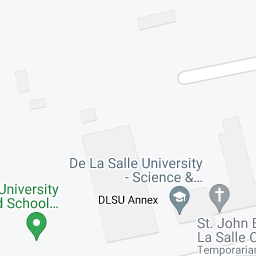 De La Salle University
- Science &...
DLSU Annex
University
d School...
St. John B
La Salle C
Temporarian